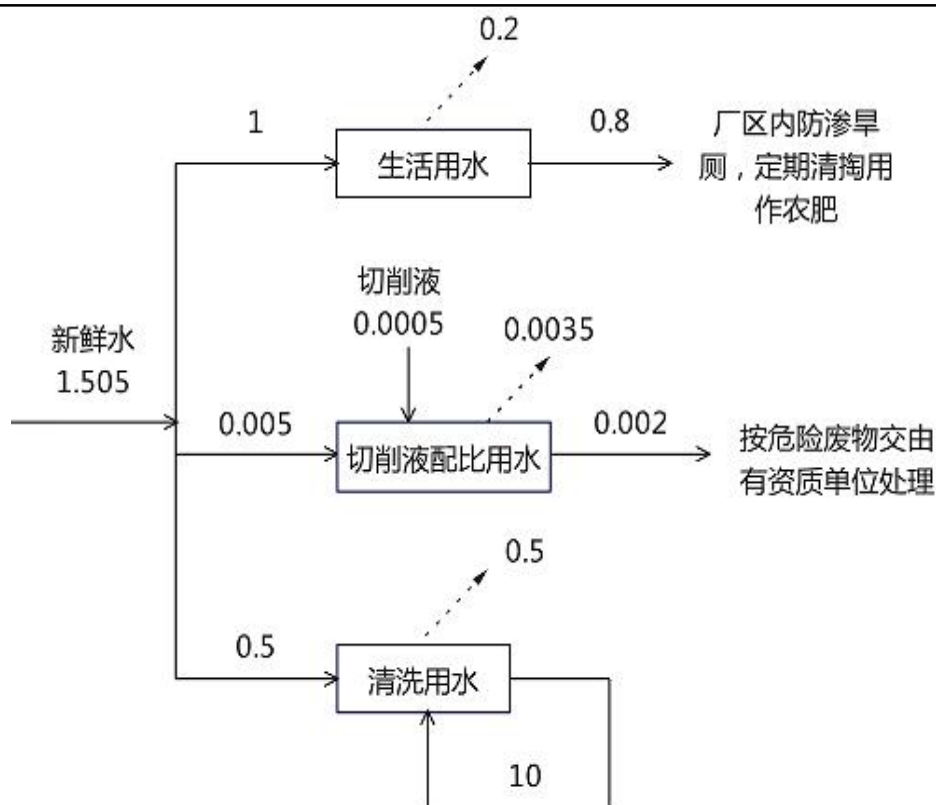 0.2
1
生活用水
0.8
厂区内防渗旱
厕，定期清掏用
作农肥
切削液
0.0005
0.0035
新鲜水
1.505
0.005
切削液配比用水
0.002
按危险废物交由
有资质单位处理
0.5
0.5
清洗用水
10